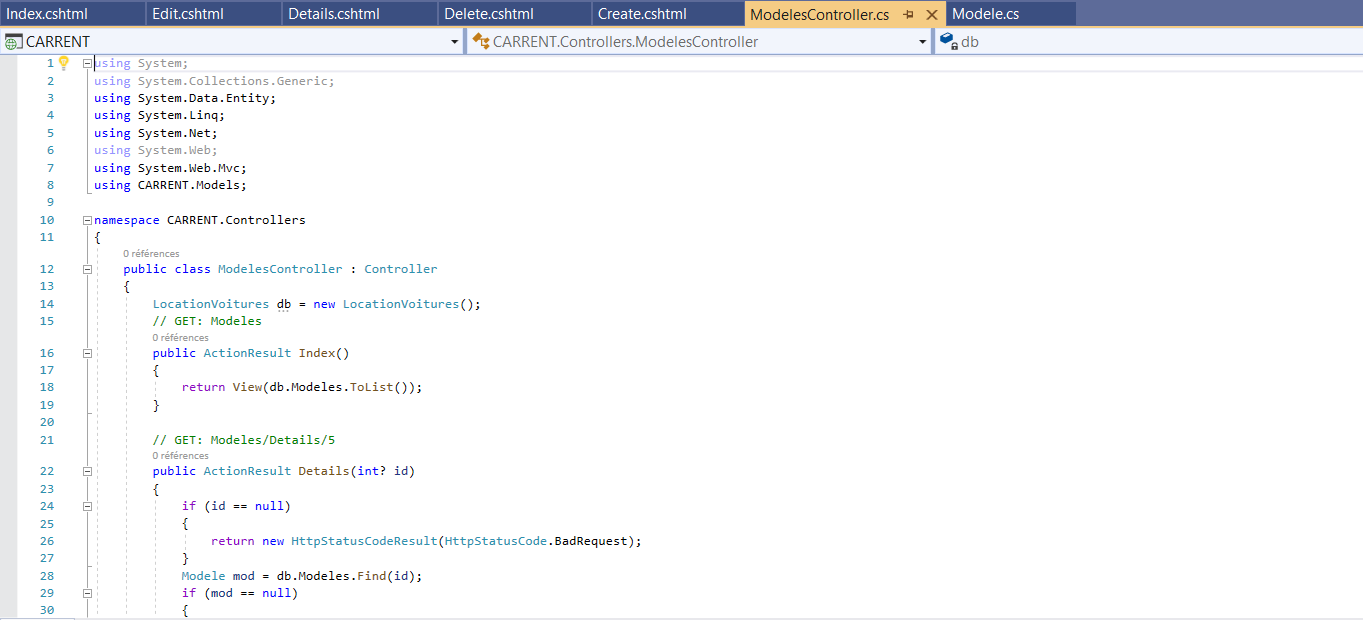 Index.cshtml Edit.cshtml Details.cshtml Delete.cshtml Create.cshtml ModelesController.cs Modele.cs
CARRENT CARRENT.Controllers.ModelesController db
1 using System;
2 using System.Collections.Generic;
3 using System.Data.Entity;
4 using System.Linq;
5 using System.Net;
6 using System.Web;
7 using System.Web.Mvc;
8 using CARRENT.Models;
9
10 namespace CARRENT.Controllers
11 {
0 références
12 public class ModelesController : Controller
13 {
14 LocationVoitures db = new LocationVoitures();
15 // GET: Modeles
0 références
16 public ActionResult Index()
17 {
18 return View(db.Modeles.ToList());
19 }
20
21 // GET: Modeles/Details/5
0 références
22 public ActionResult Details(int? id)
23 {
24 if (id == null)
25 {
26 return new HttpStatusCodeResult(HttpStatusCode.BadRequest);
27 }
28 Modele mod = db.Modeles.Find(id);
29 if (mod == null)
30 {